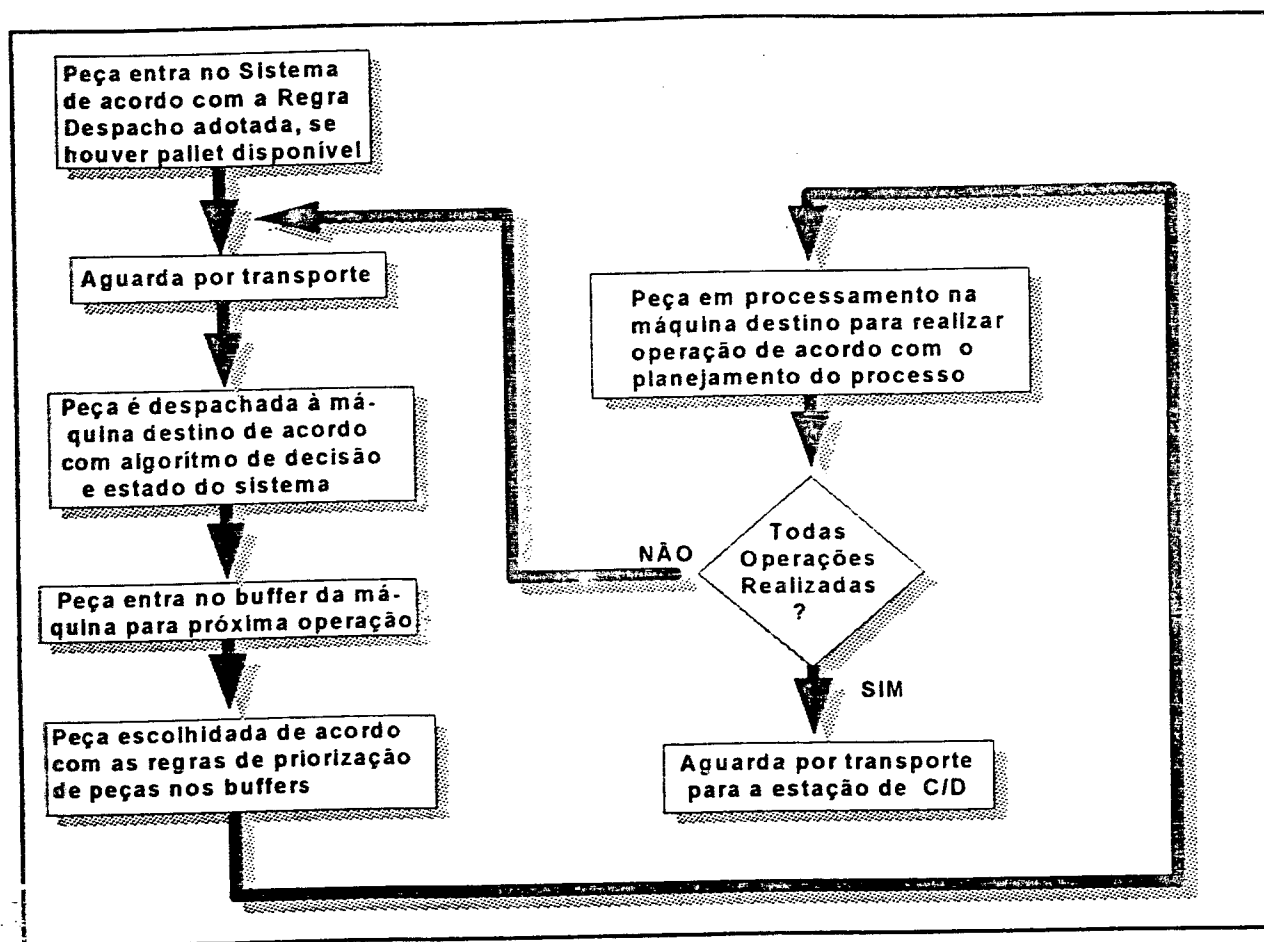 Peça entra no Sistema
de acordo com a Regra
Despacho adotada, se
houver pallet disponível
Aguarda por transporte
Peça é despachada à má-
quina destino de acordo
com algorítmo de decisão
e estado do sistema
Peça entra no buffer da má-
quina para próxima operação
Peça escolhidada de acordo
com as regras de priorização
de peças nos buffers
Peça em processamento na
máquina destino para realizar
operação de acordo com o
planejamento do processo
Todas
Operações
Realizadas
?
NÃO
SIM
Aguarda por transporte
para a estação de C/D